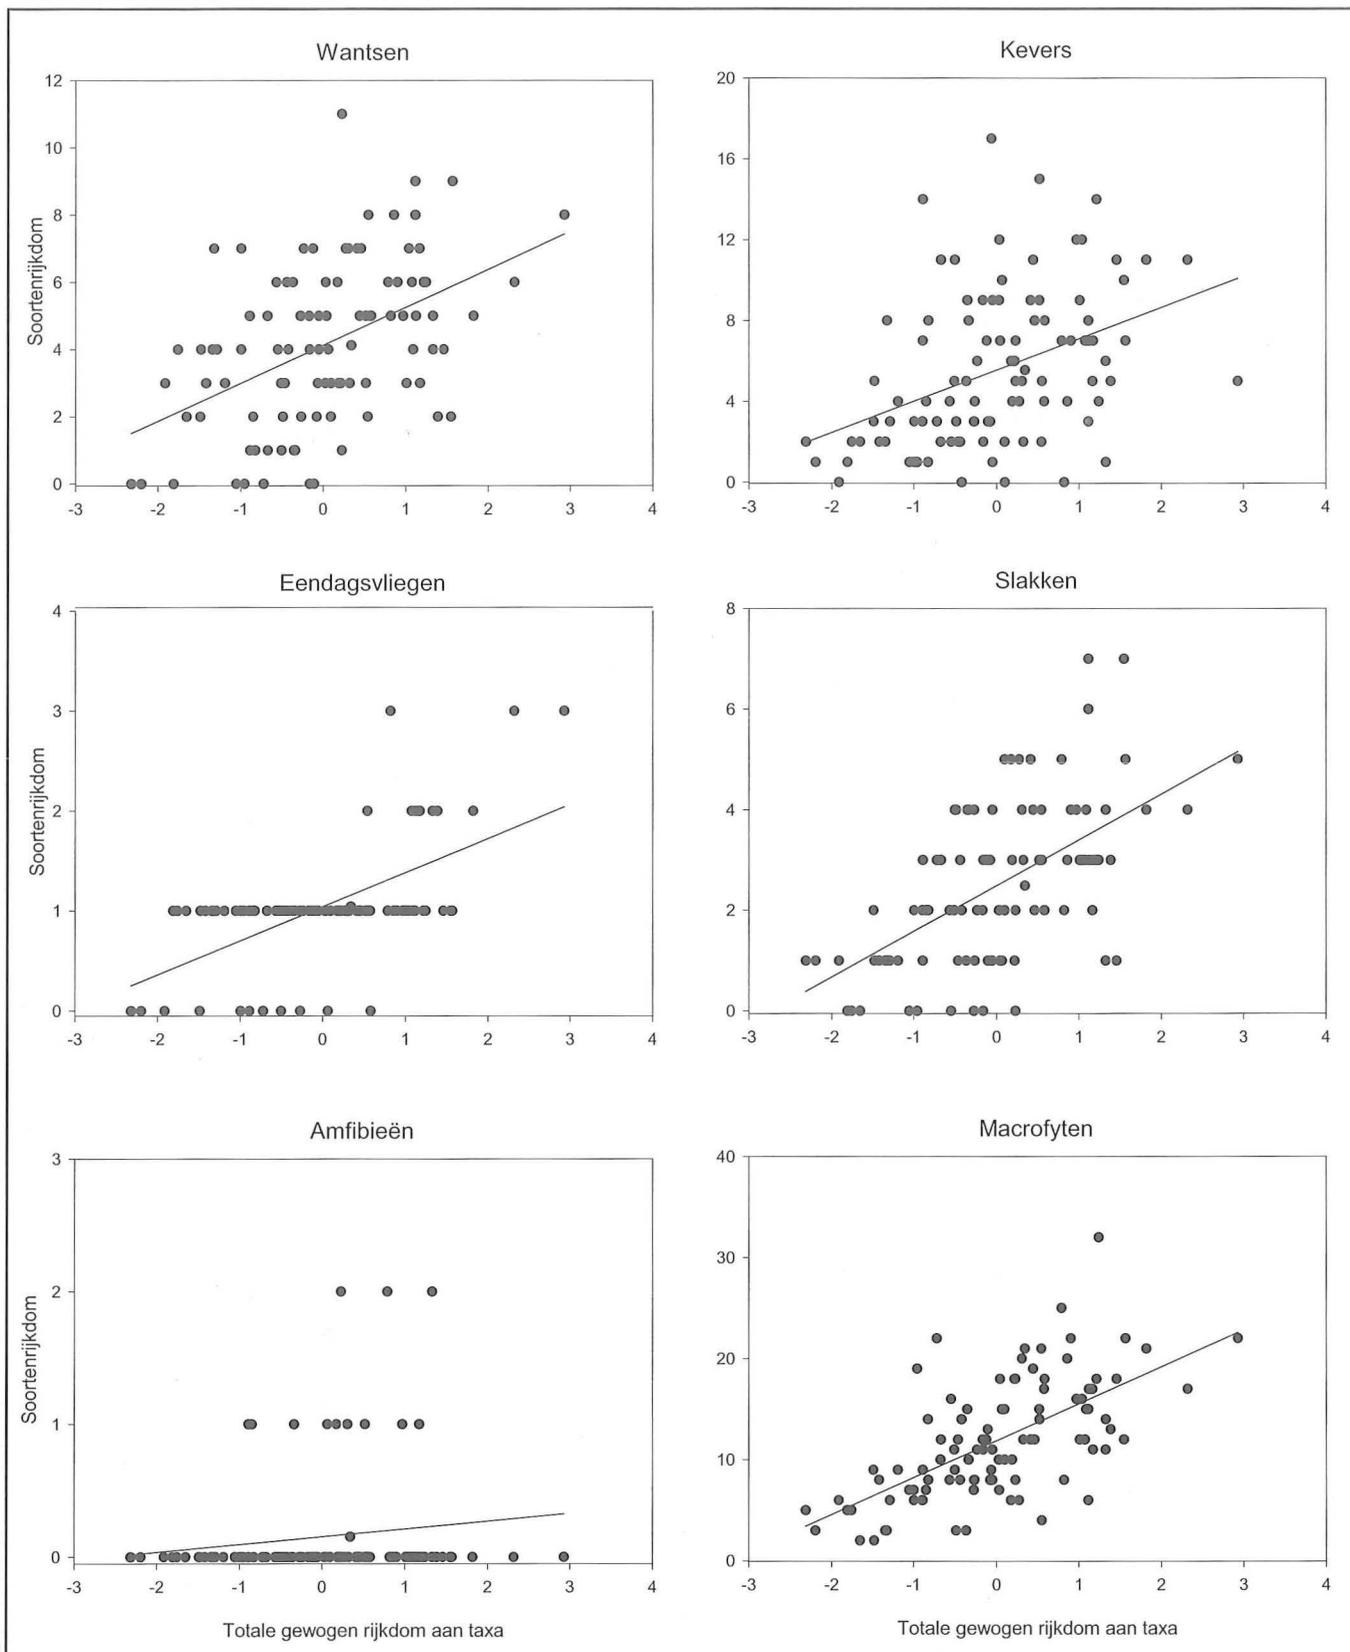 Wantsen
Soortenrijkdom
12
10
8
6
4
2
0
-3 -2 -1 0 1 2 3 4
Kevers
20
16
12
8
4
0
-3 -2 -1 0 1 2 3 4
Eendagsvliegen
Soortenrijkdom
4
3
2
1
0
-3 -2 -1 0 1 2 3 4
Slakken
8
6
4
2
0
-3 -2 -1 0 1 2 3 4
Amfibieën
Soortenrijkdom
3
2
1
0
-3 -2 -1 0 1 2 3 4
Totale gewogen rijkdom aan taxa
Macrofyten
40
30
20
10
0
-3 -2 -1 0 1 2 3 4
Totale gewogen rijkdom aan taxa